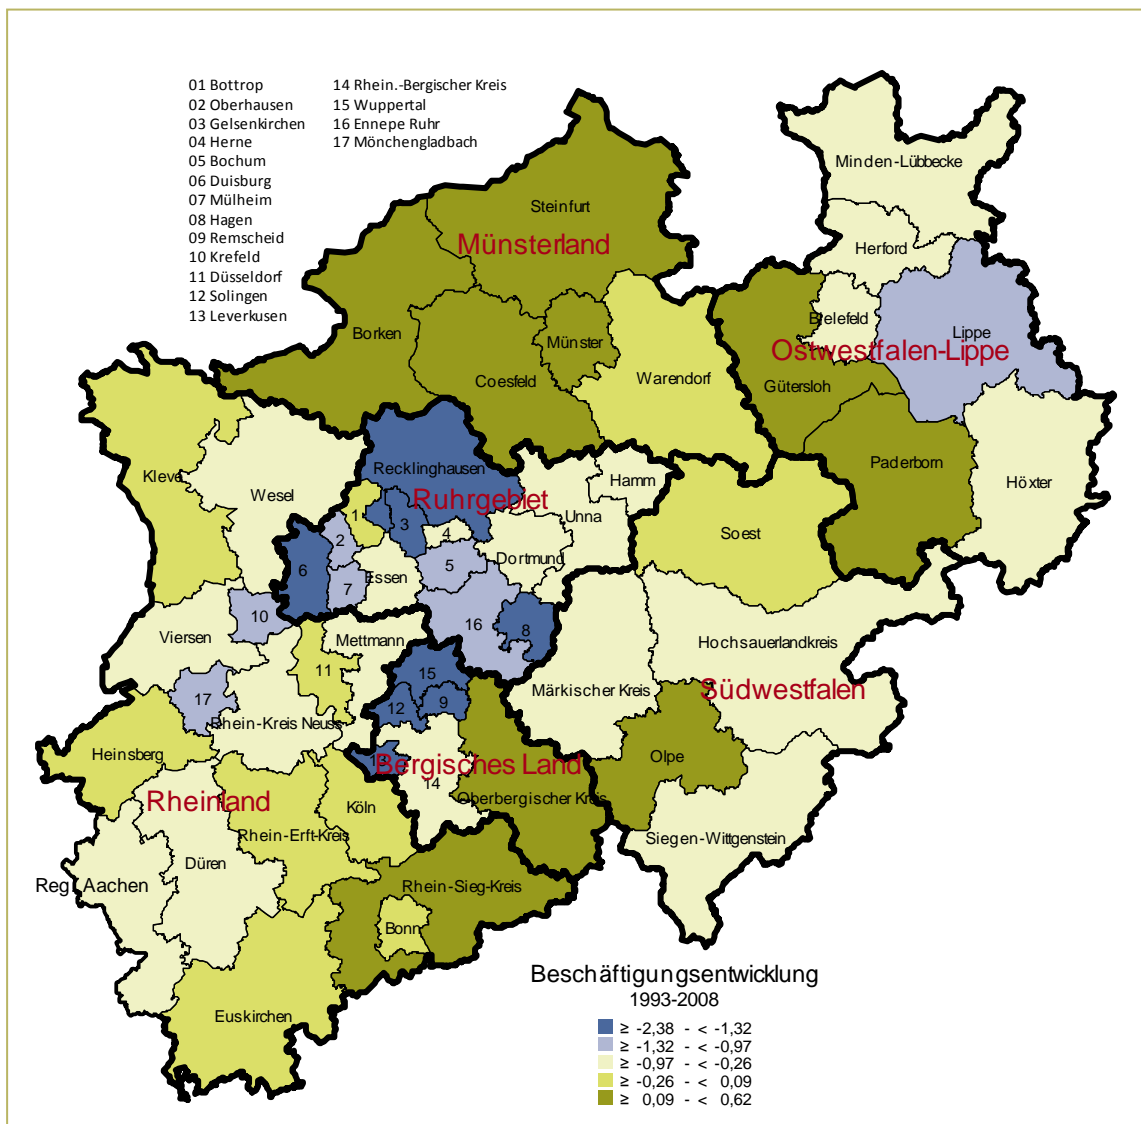 01 Bottrop
02 Oberhausen
03 Gelsenkirchen
04 Herne
05 Bochum
06 Duisburg
07 Mülheim
08 Hagen
09 Remscheid
10 Krefeld
11 Düsseldorf
12 Solingen
13 Leverkusen
14 Rhein.-Bergischer Kreis
15 Wuppertal
16 Ennepe Ruhr
17 Mönchengladbach
Minden-Lübbecke
Steinfurt
Münsterland
Herford
Borken
Münster
Bielefeld
Lippe
Ostwestfalen-Lippe
Coesfeld
Warendorf
Gütersloh
Kleve
Recklinghausen
Paderborn
Wesel
Ruhrgebiet
Hamm
Höxter
1
3
Unna
2
4
Soest
Dortmund
5
6
Essen
7
10
16
8
Viersen
Mettmann
Hochsauerlandkreis
11
15
17
Märkischer Kreis
Südwestfalen
12
9
Rhein-Kreis Neuss
Heinsberg
Olpe
13
Bergisches Land
14
Rheinland
Köln
Oberbergischer Kreis
Rhein-Erft-Kreis
Siegen-Wittgenstein
Düren
Reg. Aachen
Rhein-Sieg-Kreis
Bonn
Euskirchen
Beschäftigungsentwicklung
1993-2008
≥ -2,38 - < -1,32
≥ -1,32 - < -0,97
≥ -0,97 - < -0,26
≥ -0,26 - < 0,09
≥ 0,09 - < 0,62